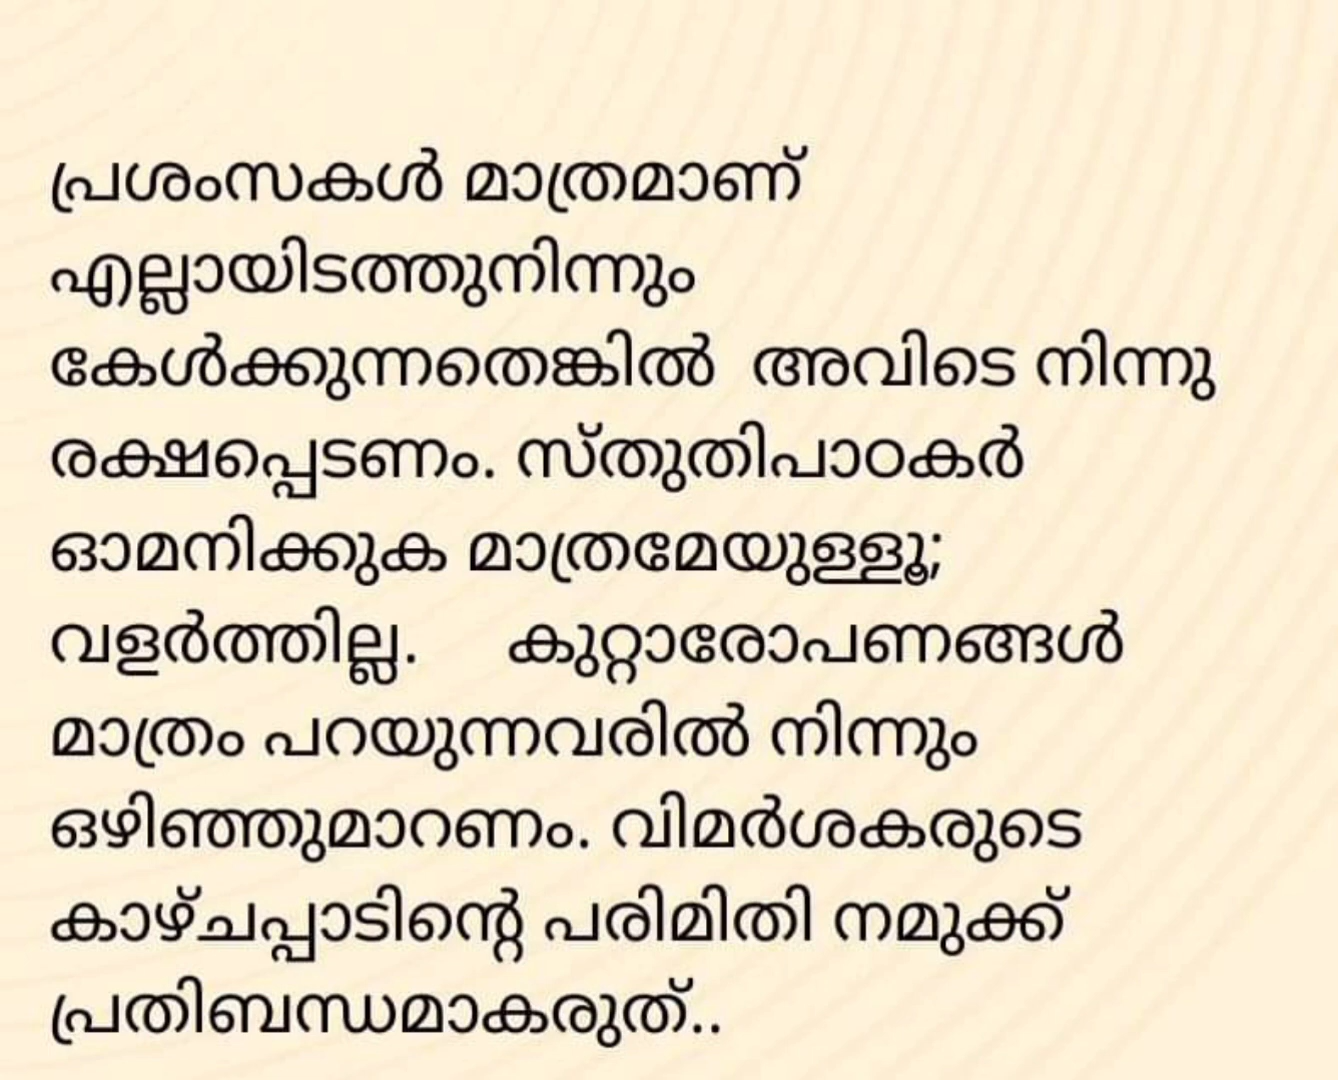 പ്രശംസകൾ മാത്രമാണ്
എല്ലായിടത്തുനിന്നും
കേൾക്കുന്നതെങ്കിൽ അവിടെ നിന്നു
രക്ഷപ്പെടണം. സ്തുതിപാഠകർ
ഓമനിക്കുക മാത്രമേയുള്ളൂ;
വളർത്തില്ല. കുറ്റാരോപണങ്ങൾ
മാത്രം പറയുന്നവരിൽ നിന്നും
ഒഴിഞ്ഞുമാറണം. വിമർശകരുടെ
കാഴ്ചപ്പാടിന്റെ പരിമിതി നമുക്ക്
പ്രതിബന്ധമാകരുത്..